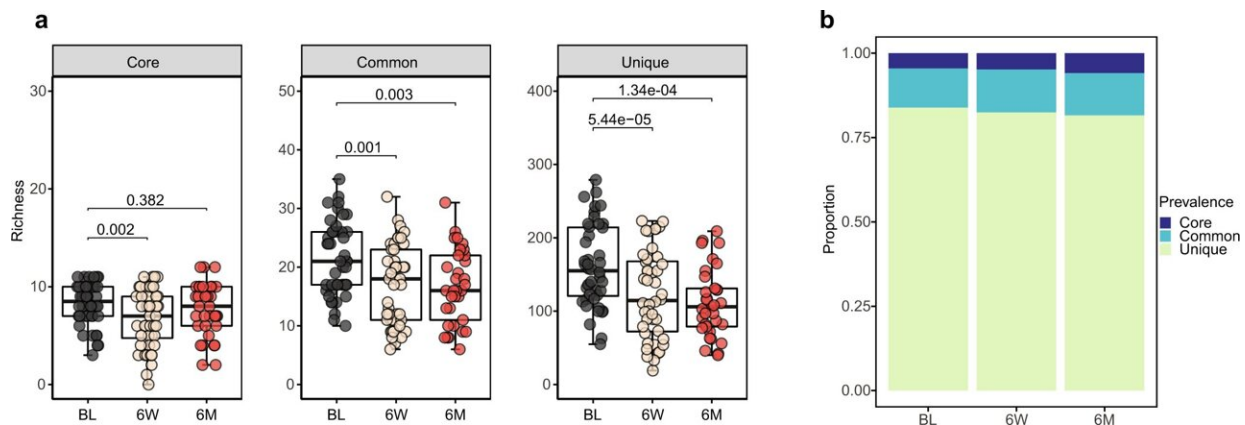 a
Core
Common
Unique
Richness
30
20
10
0
0.382
0.002
BL
6W
6M
50
40
30
20
10
0
0.003
0.001
BL
6W
6M
400
300
200
100
0
1.34e-04
5.44e−05
BL
6W
6M
b
Proportion
1.00
0.75
0.50
0.25
0.00
BL
6W
6M
Prevalence
Core
Common
Unique